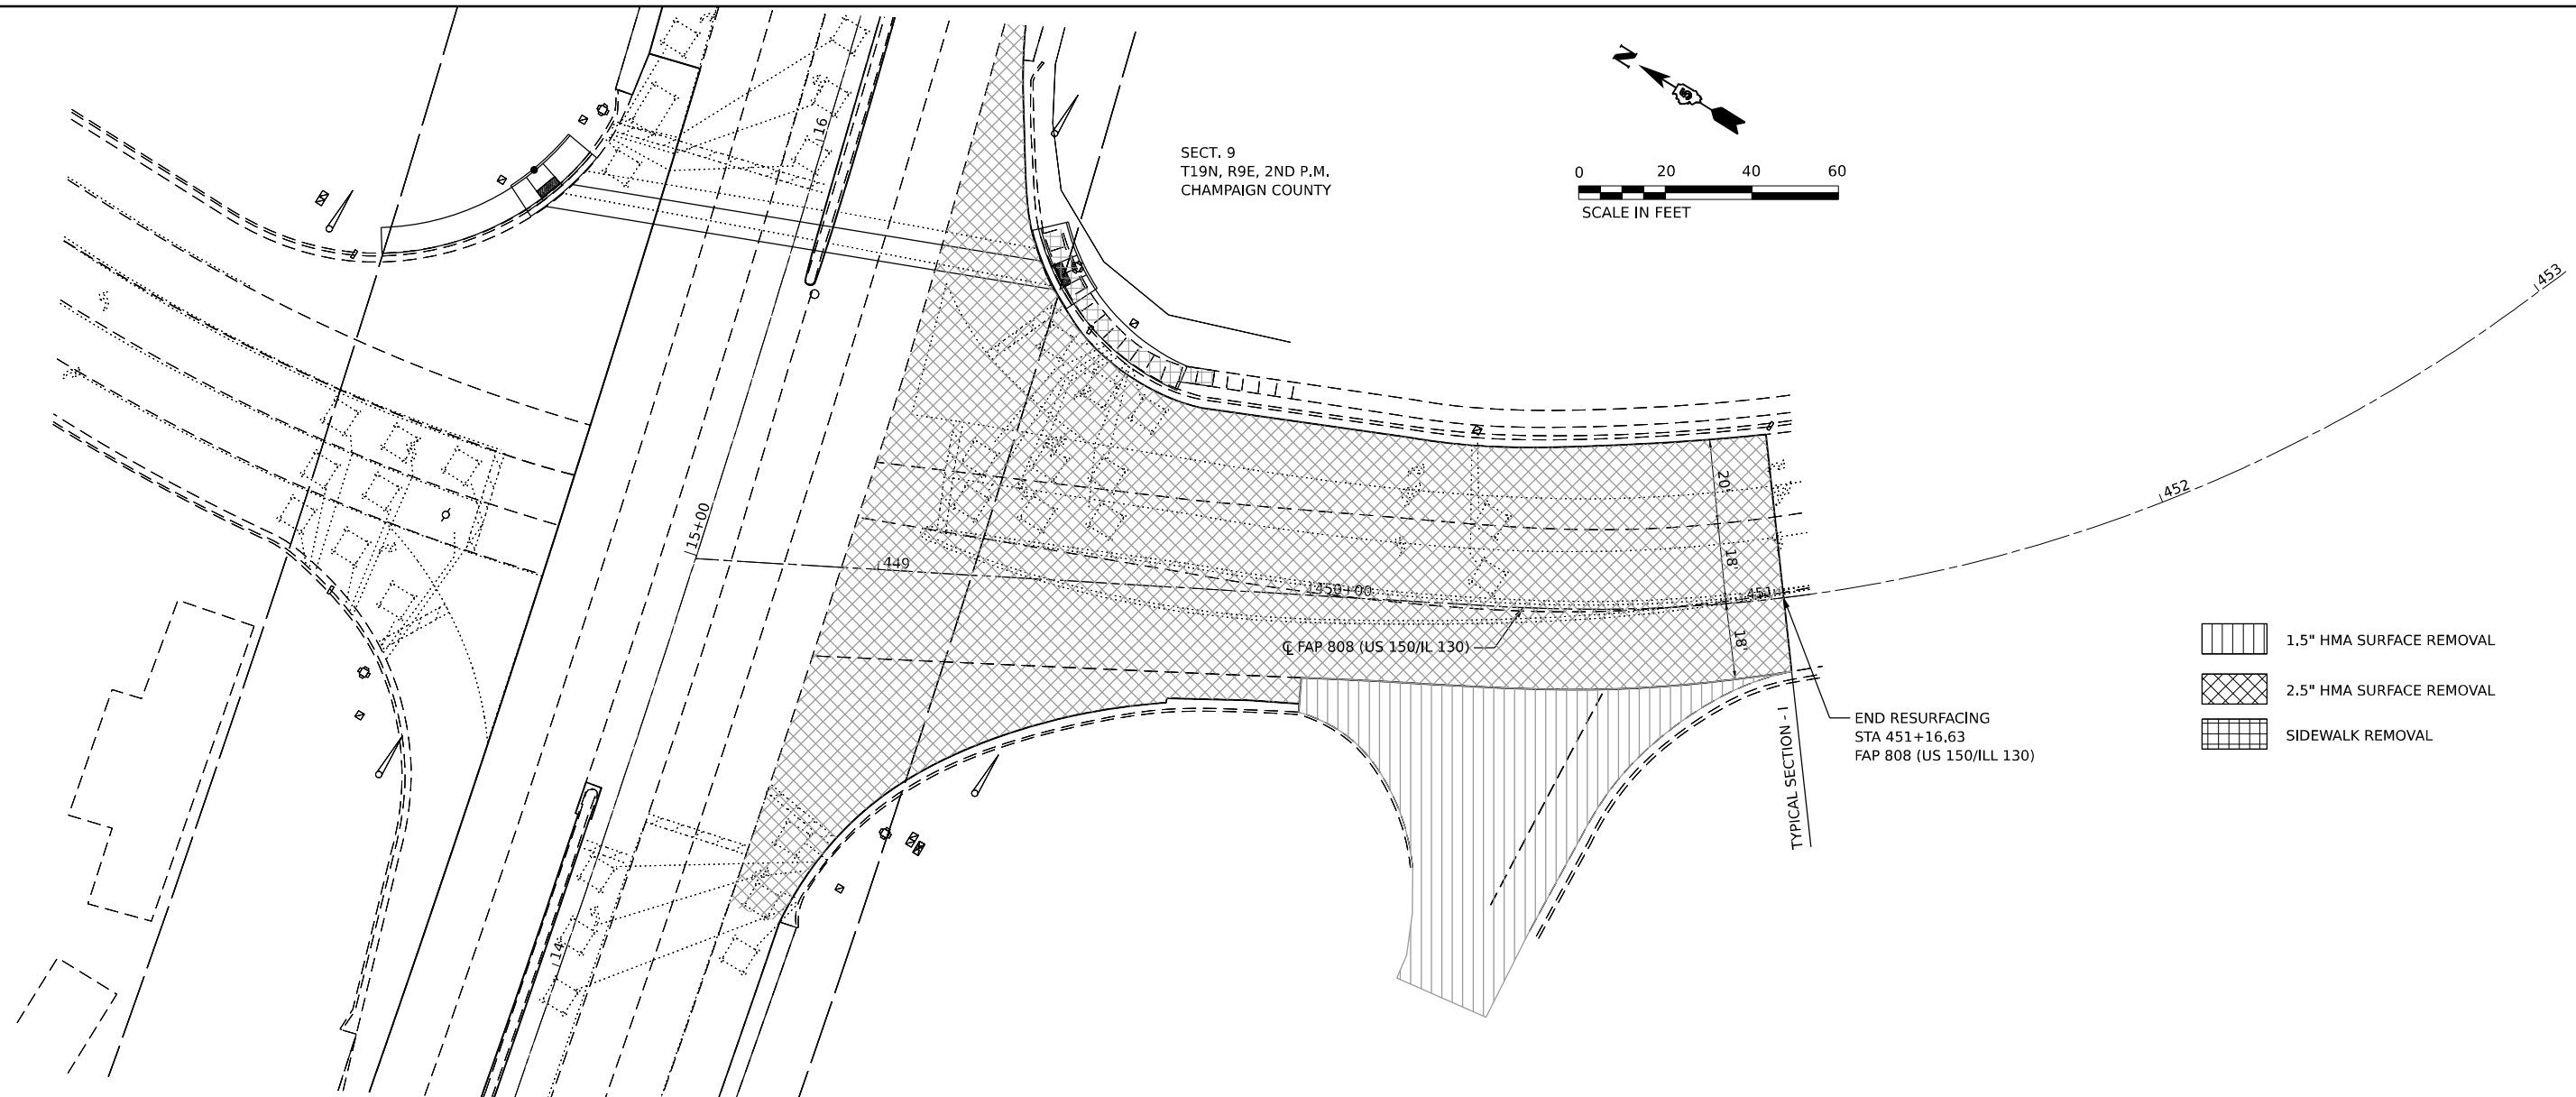 N
5
SECT. 9
T19N, R9E, 2ND P.M.
CHAMPAIGN COUNTY
0 20 40 60
SCALE IN FEET
16
15+00
14
449
450+00
451
452
453
20'
18'
18'
℄ FAP 808 (US 150/IL 130)
END RESURFACING
STA 451+16.63
FAP 808 (US 150/ILL 130)
TYPICAL SECTION - I
1.5" HMA SURFACE REMOVAL
2.5" HMA SURFACE REMOVAL
SIDEWALK REMOVAL